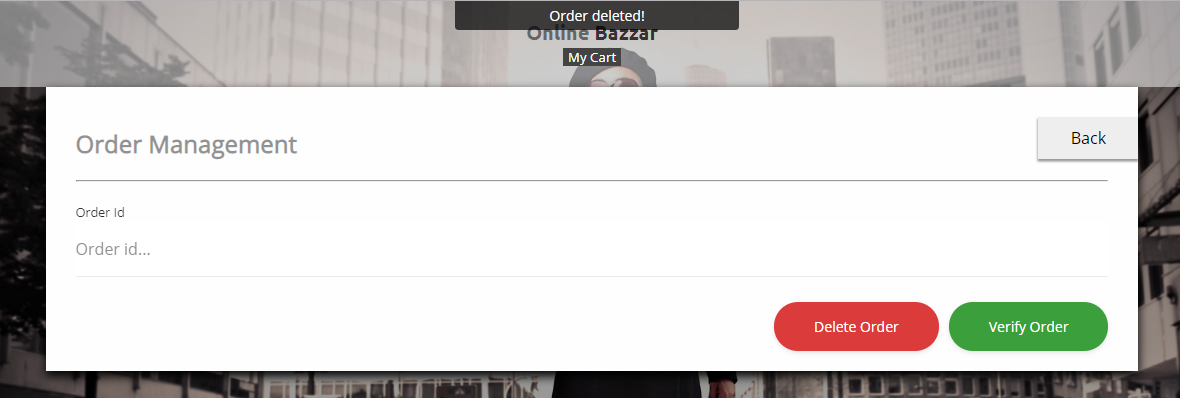 Order deleted!
Online Bazzar
My Cart
Order Management
Back
Order Id
Order id...
Delete Order
Verify Order